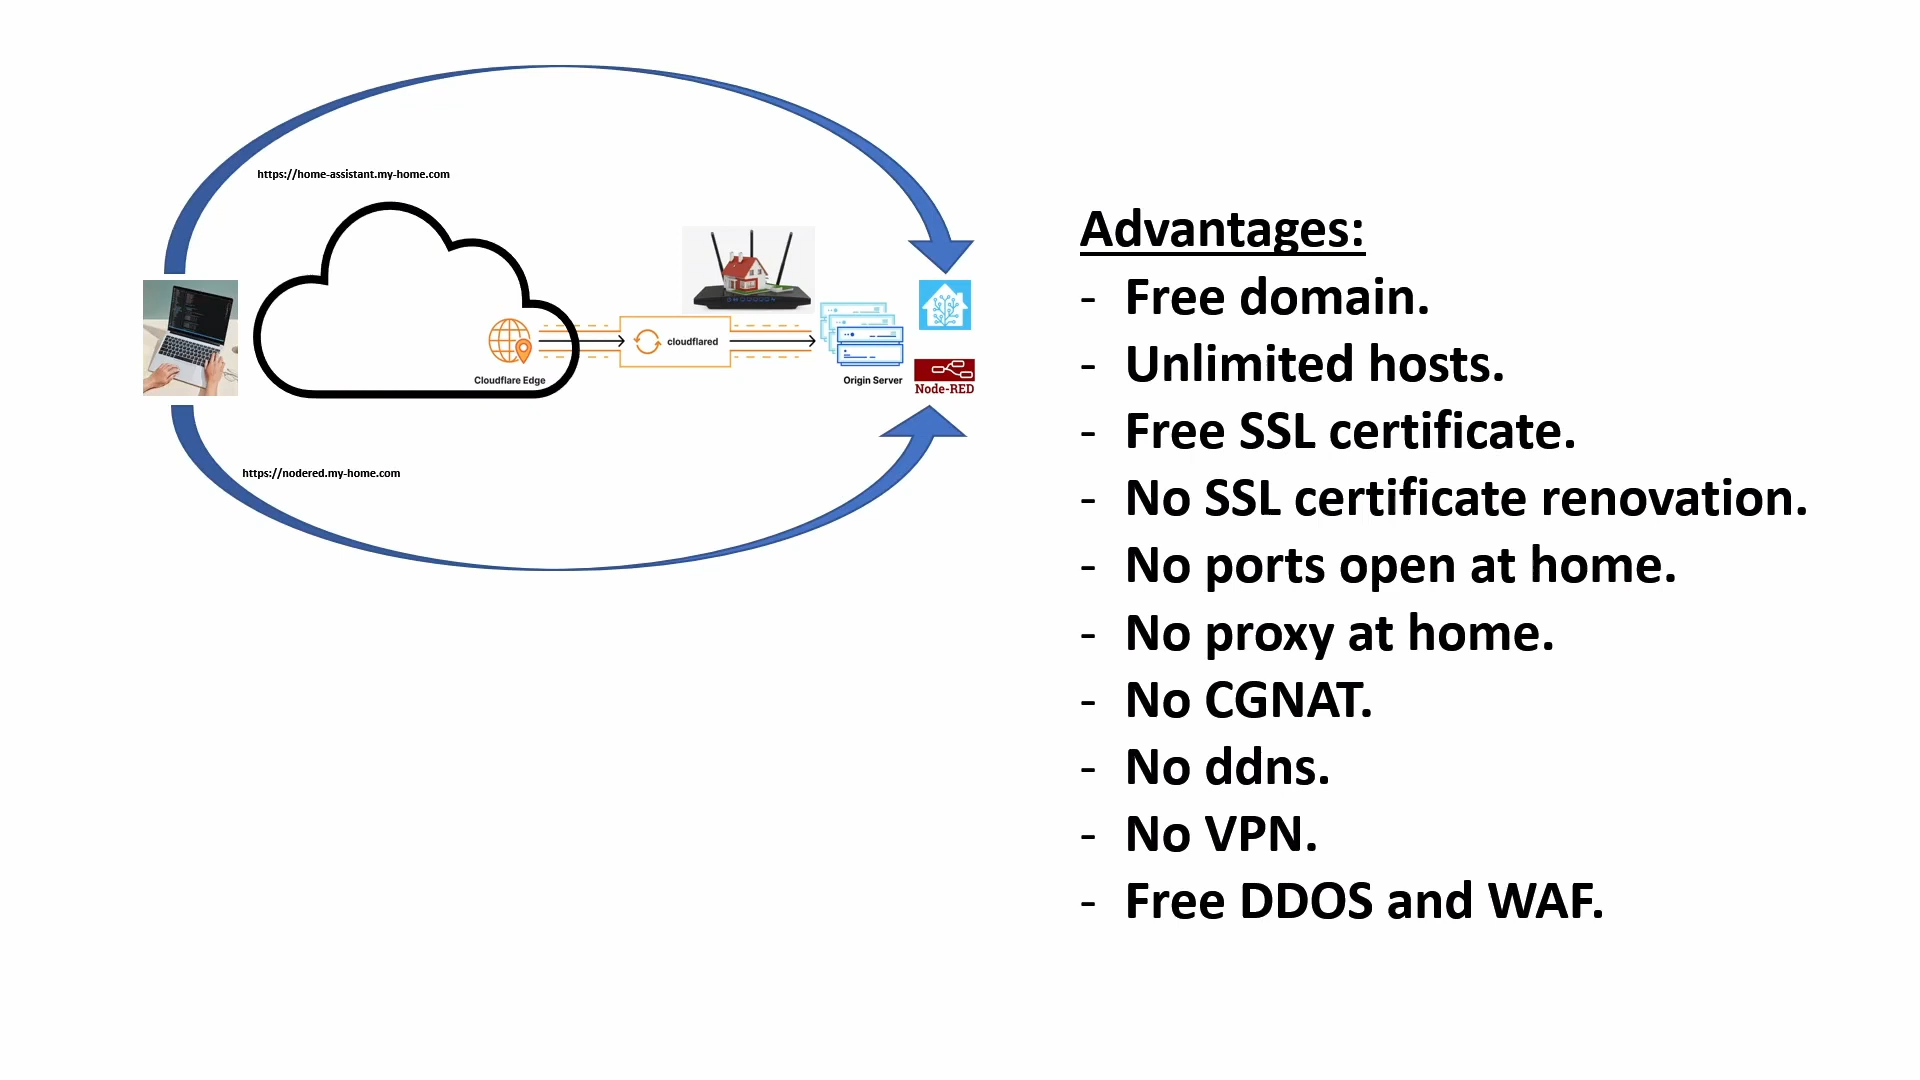 https://home-assistant.my-home.com
cloudflared
Cloudflare Edge
Origin Server
Node-RED
https://nodered.my-home.com
Advantages:
- Free domain.
- Unlimited hosts.
- Free SSL certificate.
- No SSL certificate renovation.
- No ports open at home.
- No proxy at home.
- No CGNAT.
- No ddns.
- No VPN.
- Free DDOS and WAF.